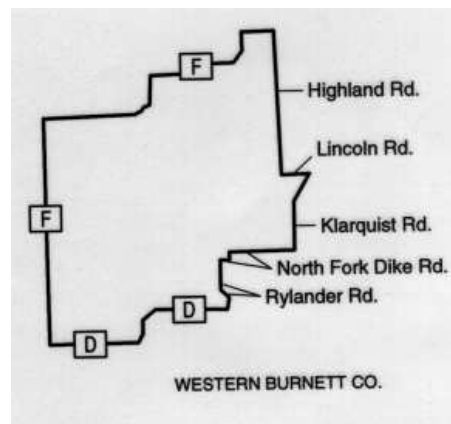 F
Highland Rd.
Lincoln Rd.
F
Klarquist Rd.
North Fork Dike Rd.
Rylander Rd.
D
D
WESTERN BURNETT CO.